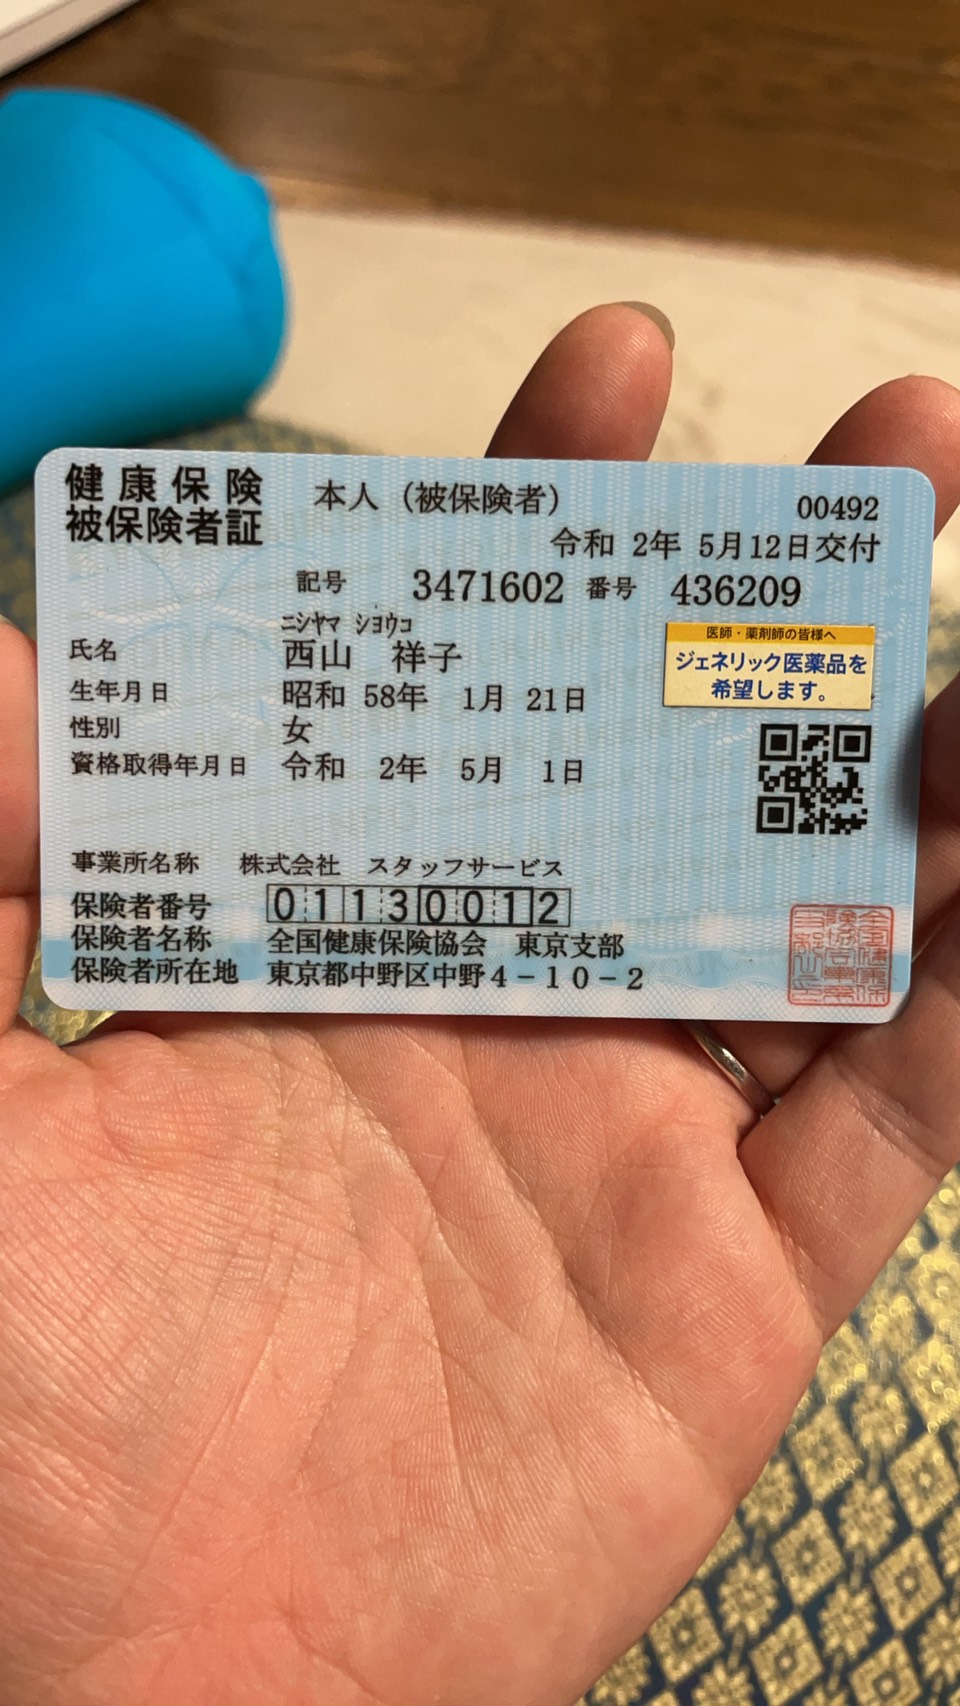 健康保険
被保険者証
本人（被保険者）
00492
令和 2年 5月12日交付
記号 3471602 番号 436209
ニシヤマ シヨウコ
氏名 西山 祥子
生年月日 昭和 58年 1月 21日
性別 女
資格取得年月日 令和 2年 5月 1日
医師・薬剤師の皆様へ
ジェネリック医薬品を
希望します。
事業所名称 株式会社 スタッフサービス
保険者番号 01130012
保険者名称 全国健康保険協会 東京支部
保険者所在地 東京都中野区中野4－10－2